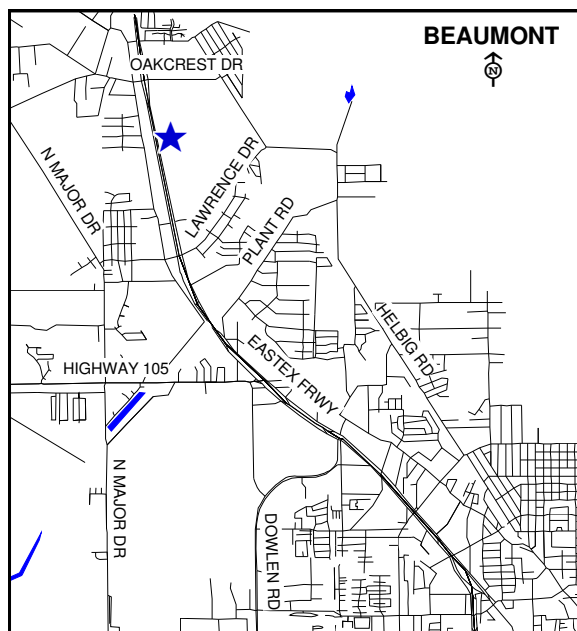 BEAUMONT
N
OAKCREST DR
N MAJOR DR
LAWRENCE DR
PLANT RD
HELBIG RD
HIGHWAY 105
EASTEX FRWY
N MAJOR DR
DOWLEN RD